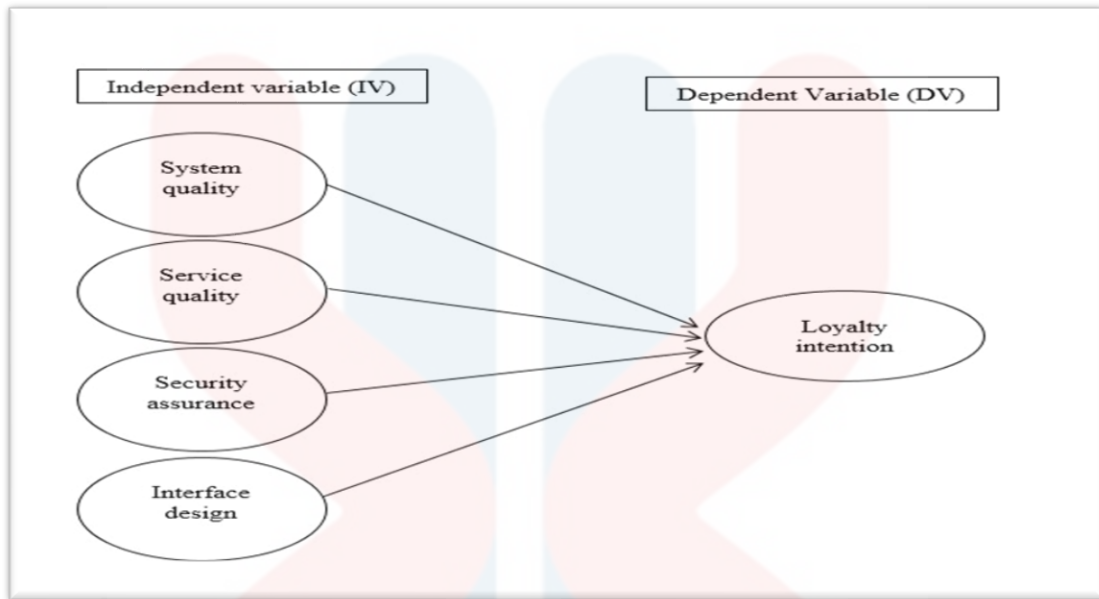 Independent variable (IV)
Dependent Variable (DV)
System
quality
Service
quality
Security
assurance
Interface
design
Loyalty
intention